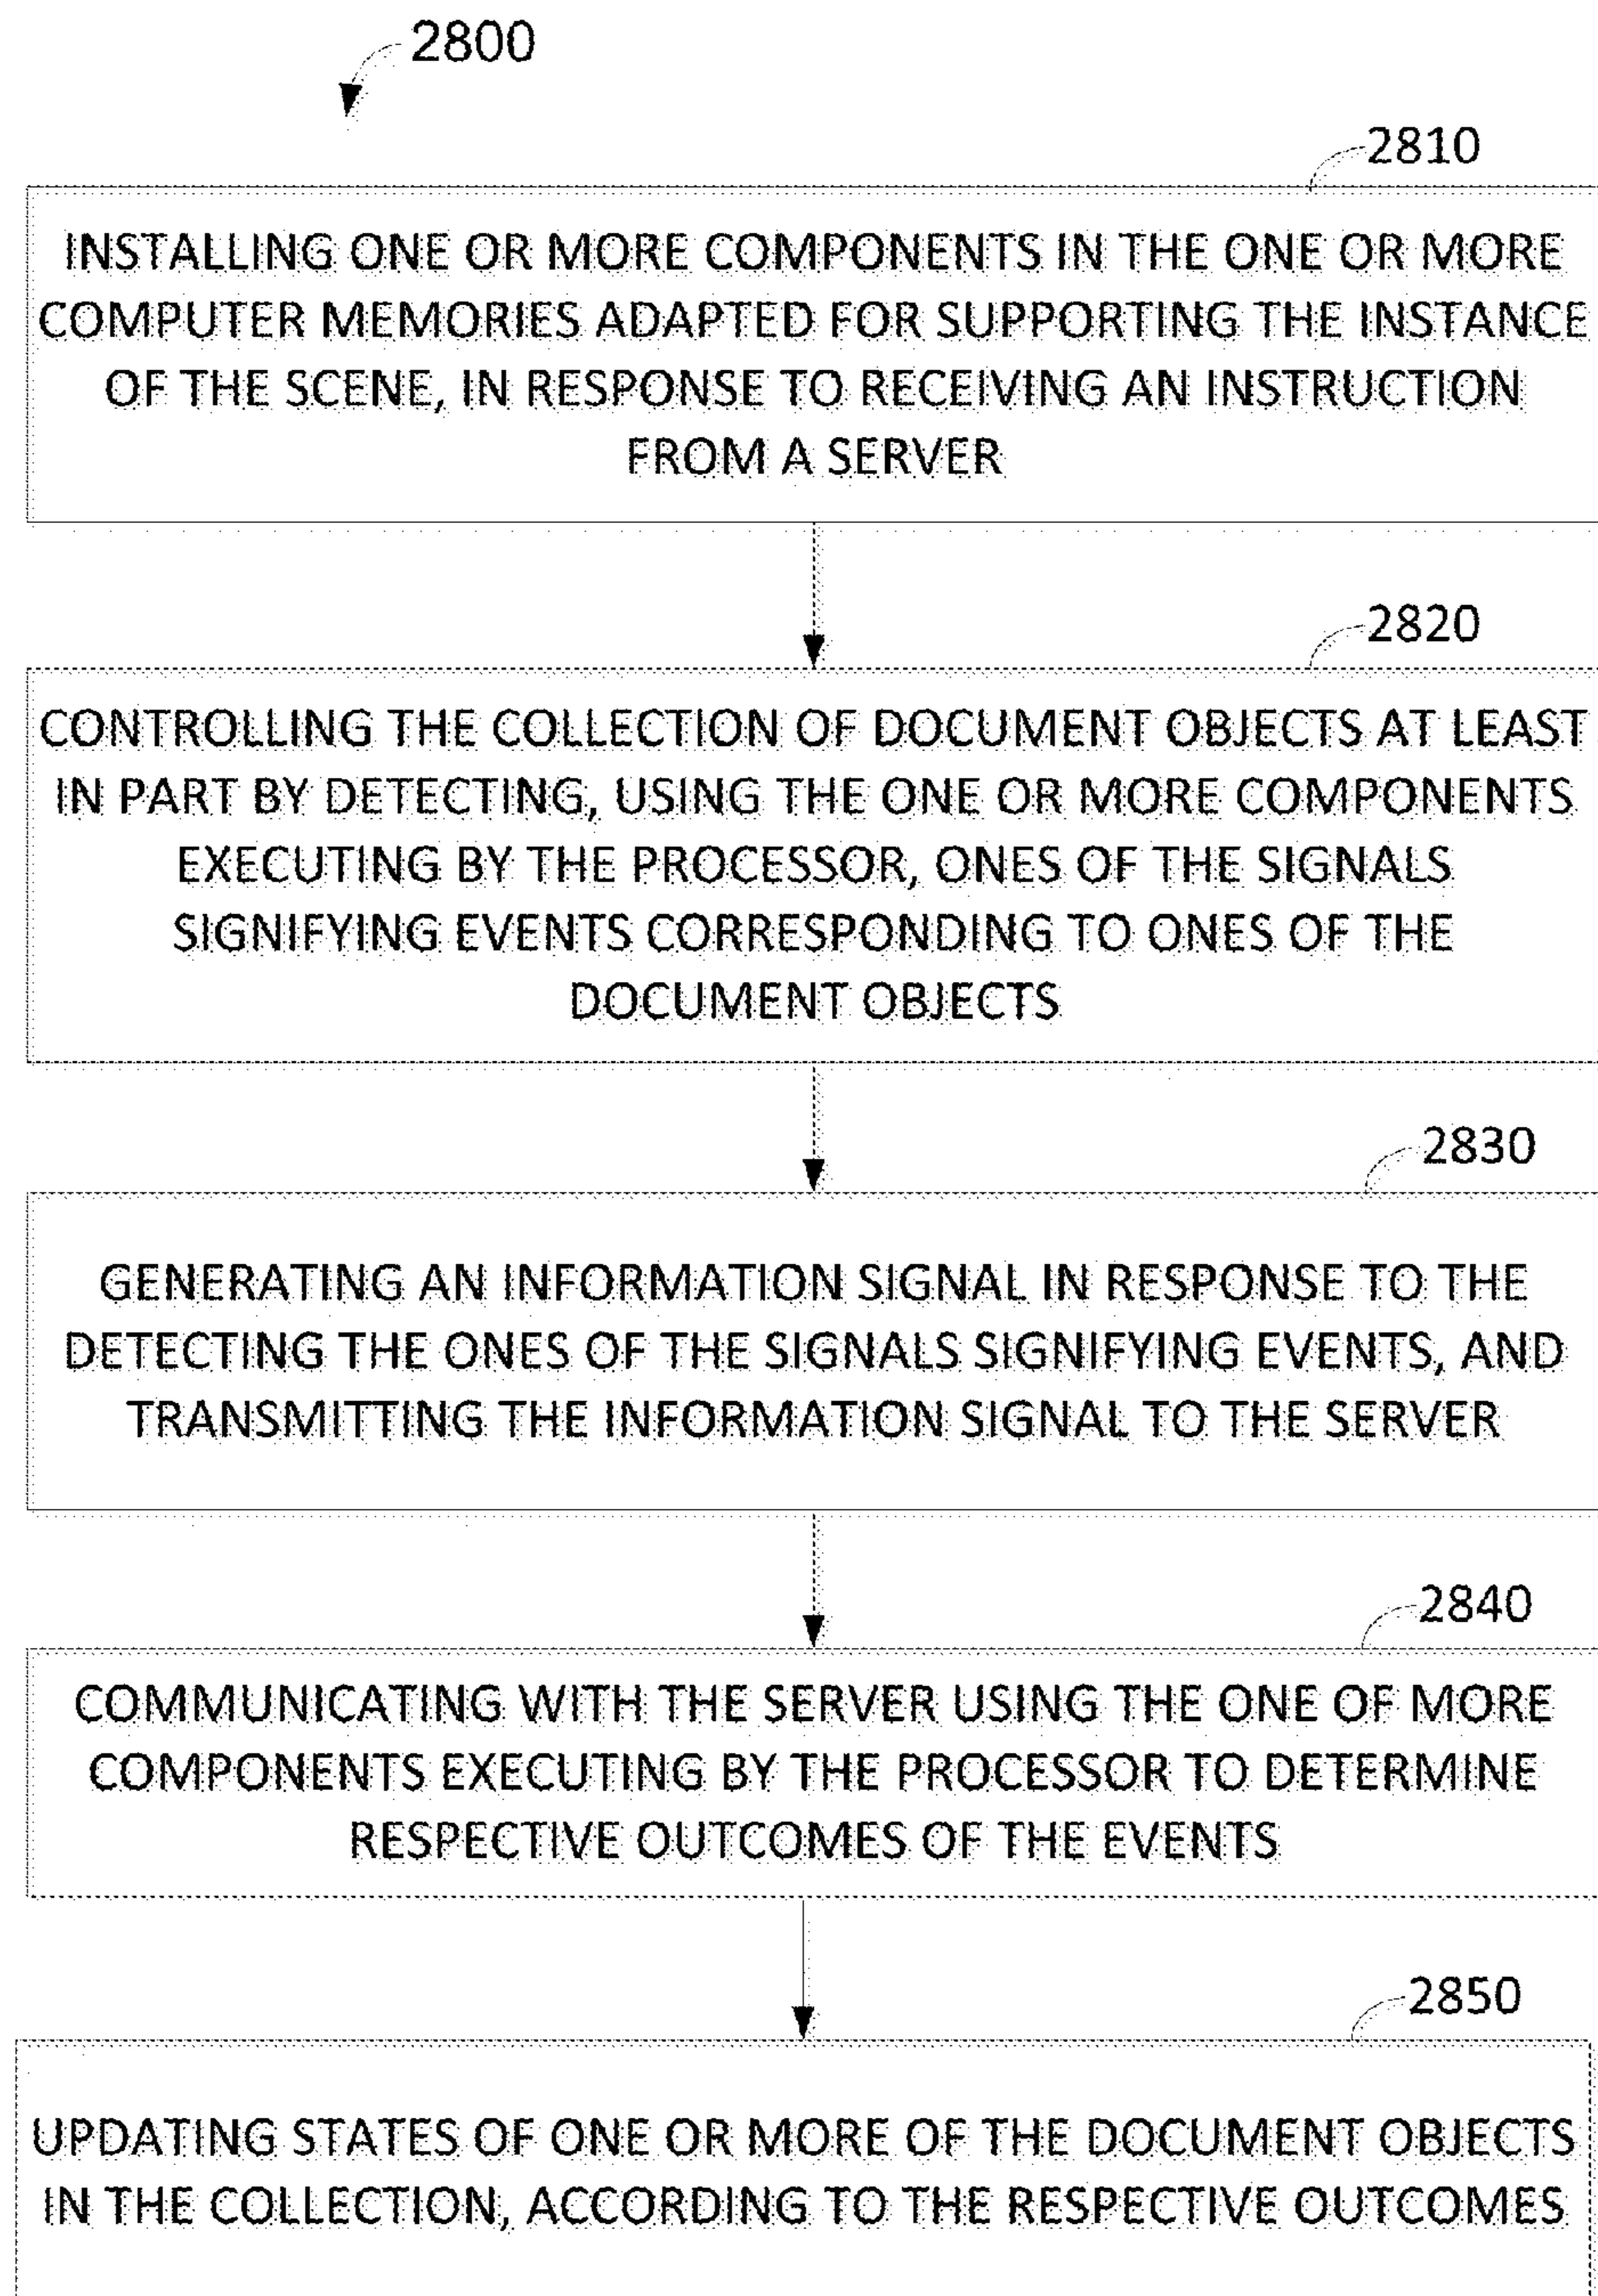 2800
2810
INSTALLING ONE OR MORE COMPONENTS IN THE ONE OR MORE
COMPUTER MEMORIES ADAPTED FOR SUPPORTING THE INSTANCE
OF THE SCENE, IN RESPONSE TO RECEIVING AN INSTRUCTION
FROM A SERVER
2820
CONTROLLING THE COLLECTION OF DOCUMENT OBJECTS AT LEAST
IN PART BY DETECTING, USING THE ONE OR MORE COMPONENTS
EXECUTING BY THE PROCESSOR, ONES OF THE SIGNALS
SIGNIFYING EVENTS CORRESPONDING TO ONES OF THE
DOCUMENT OBJECTS
2830
GENERATING AN INFORMATION SIGNAL IN RESPONSE TO THE
DETECTING THE ONES OF THE SIGNALS SIGNIFYING EVENTS, AND
TRANSMITTING THE INFORMATION SIGNAL TO THE SERVER
2840
COMMUNICATING WITH THE SERVER USING THE ONE OF MORE
COMPONENTS EXECUTING BY THE PROCESSOR TO DETERMINE
RESPECTIVE OUTCOMES OF THE EVENTS
2850
UPDATING STATES OF ONE OR MORE OF THE DOCUMENT OBJECTS
IN THE COLLECTION, ACCORDING TO THE RESPECTIVE OUTCOMES